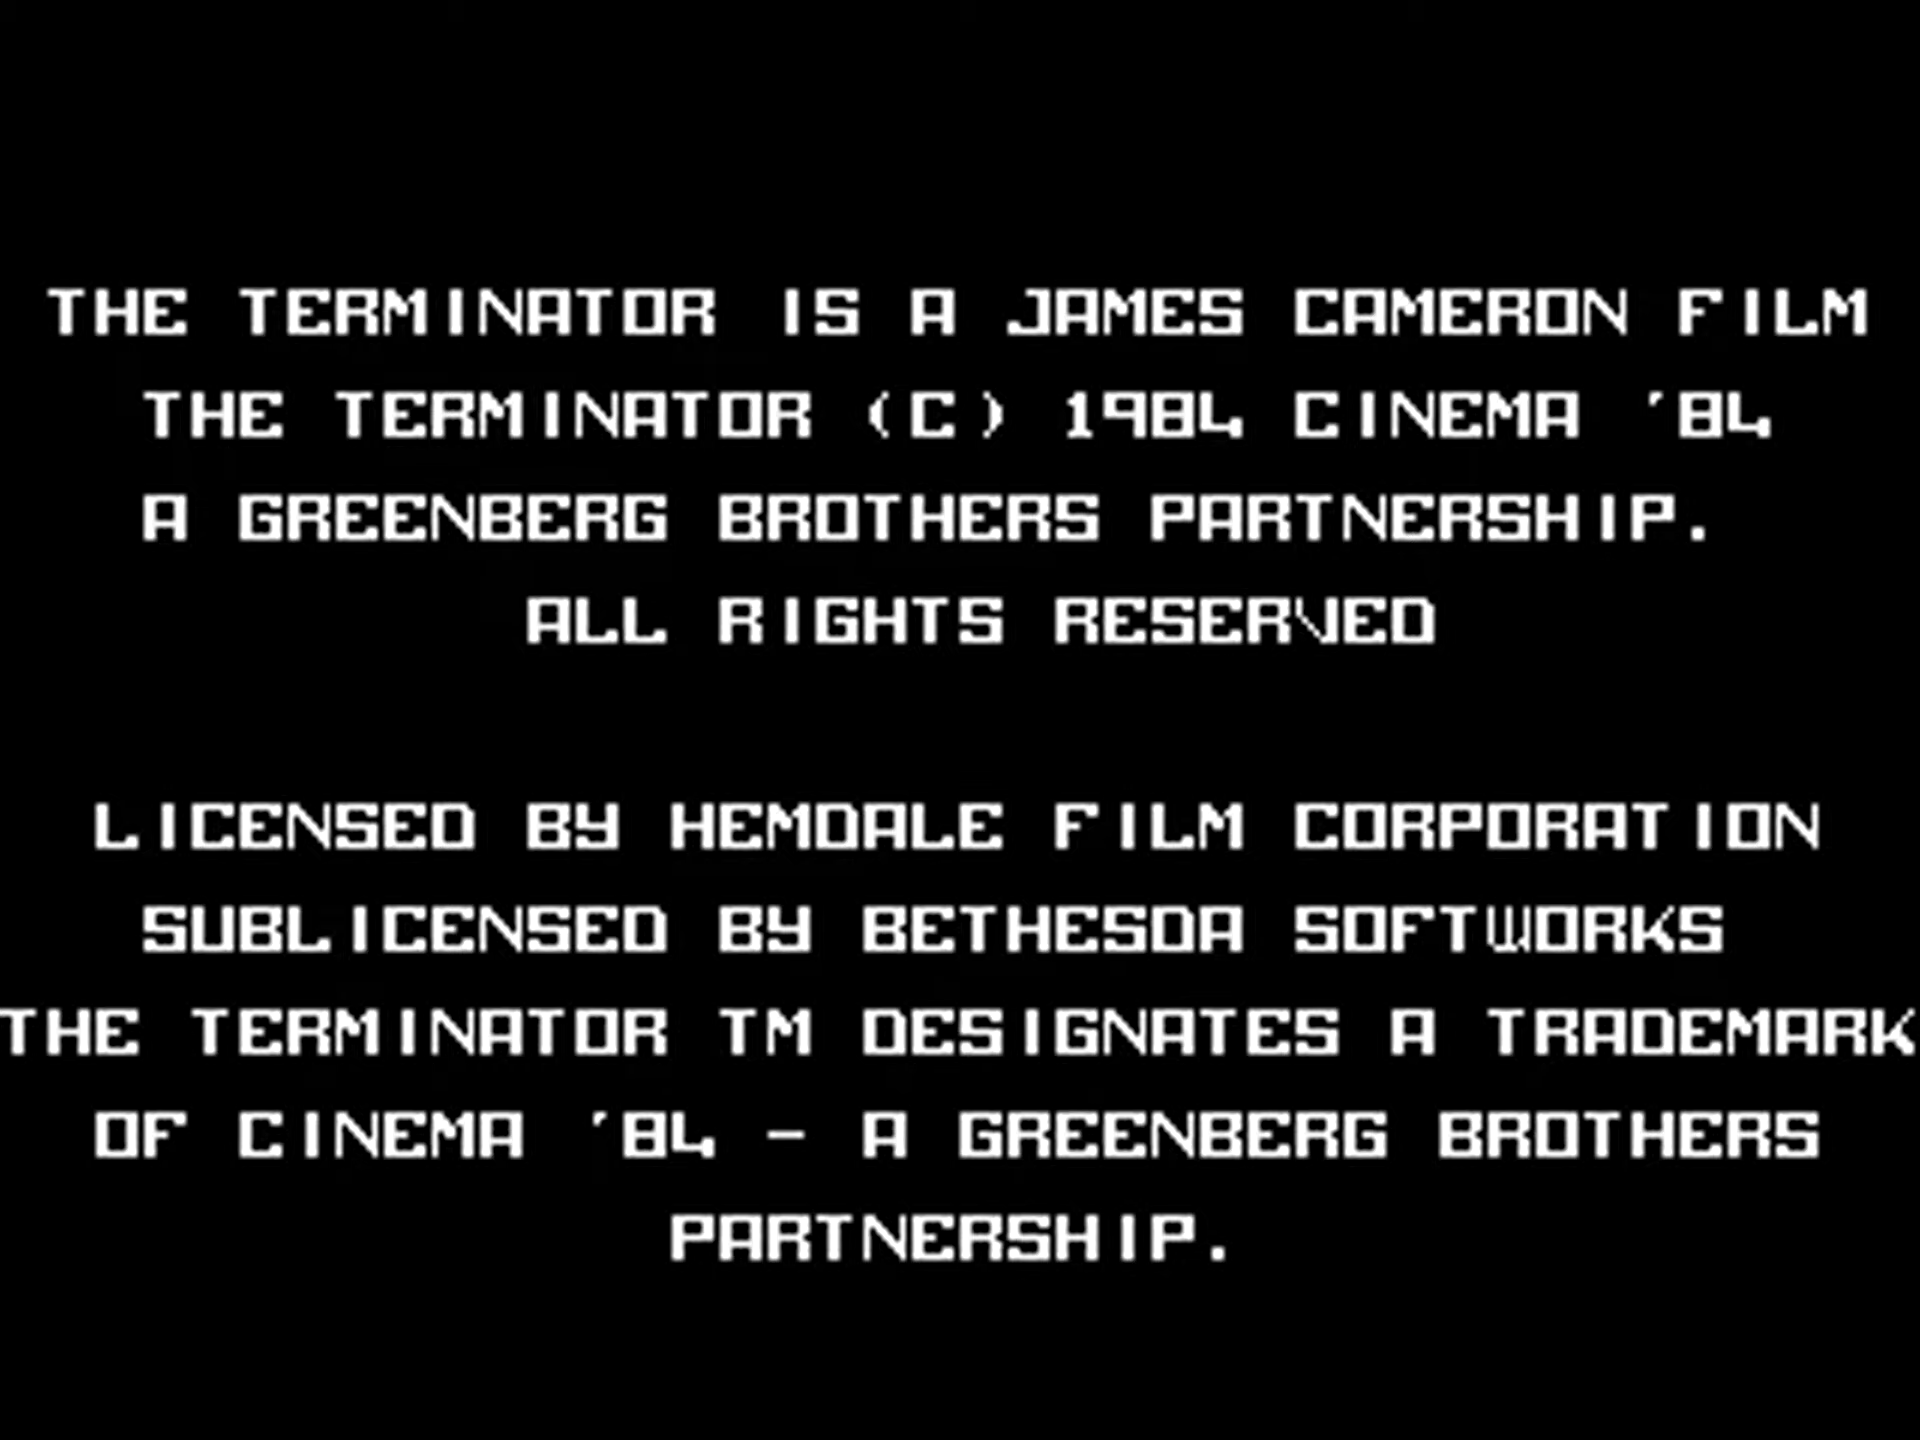 THE TERMINATOR IS A JAMES CAMERON FILM
THE TERMINATOR (C) 1984 CINEMA '84
A GREENBERG BROTHERS PARTNERSHIP.
ALL RIGHTS RESERVED
LICENSED BY HEMDALE FILM CORPORATION
SUBLICENSED BY BETHESDA SOFTWORKS
THE TERMINATOR TM DESIGNATES A TRADEMARK
OF CINEMA '84 - A GREENBERG BROTHERS
PARTNERSHIP.